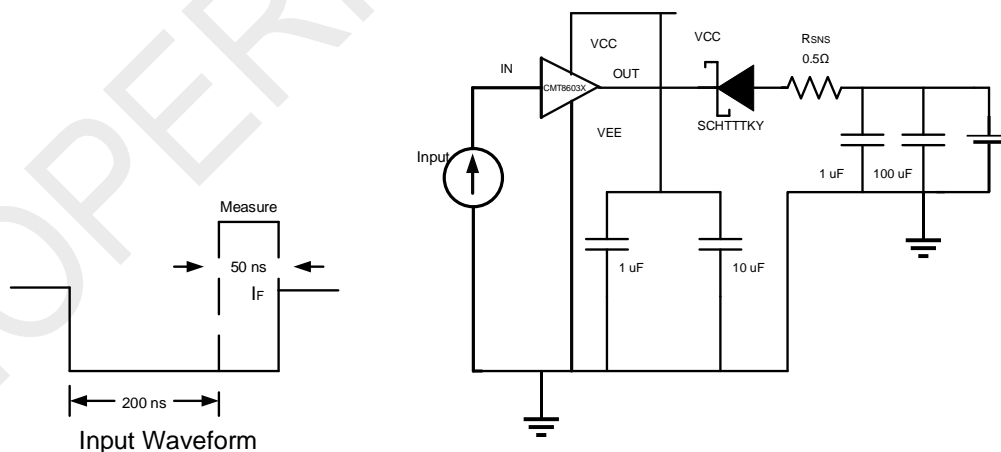 OPER
VCC
VCC
RSNS
0.5Ω
IN
OUT
CMT8603X
VEE
SCHTTTKY
Input
1 uF
100 uF
Measure
50 ns
IF
1 uF
10 uF
200 ns
Input Waveform